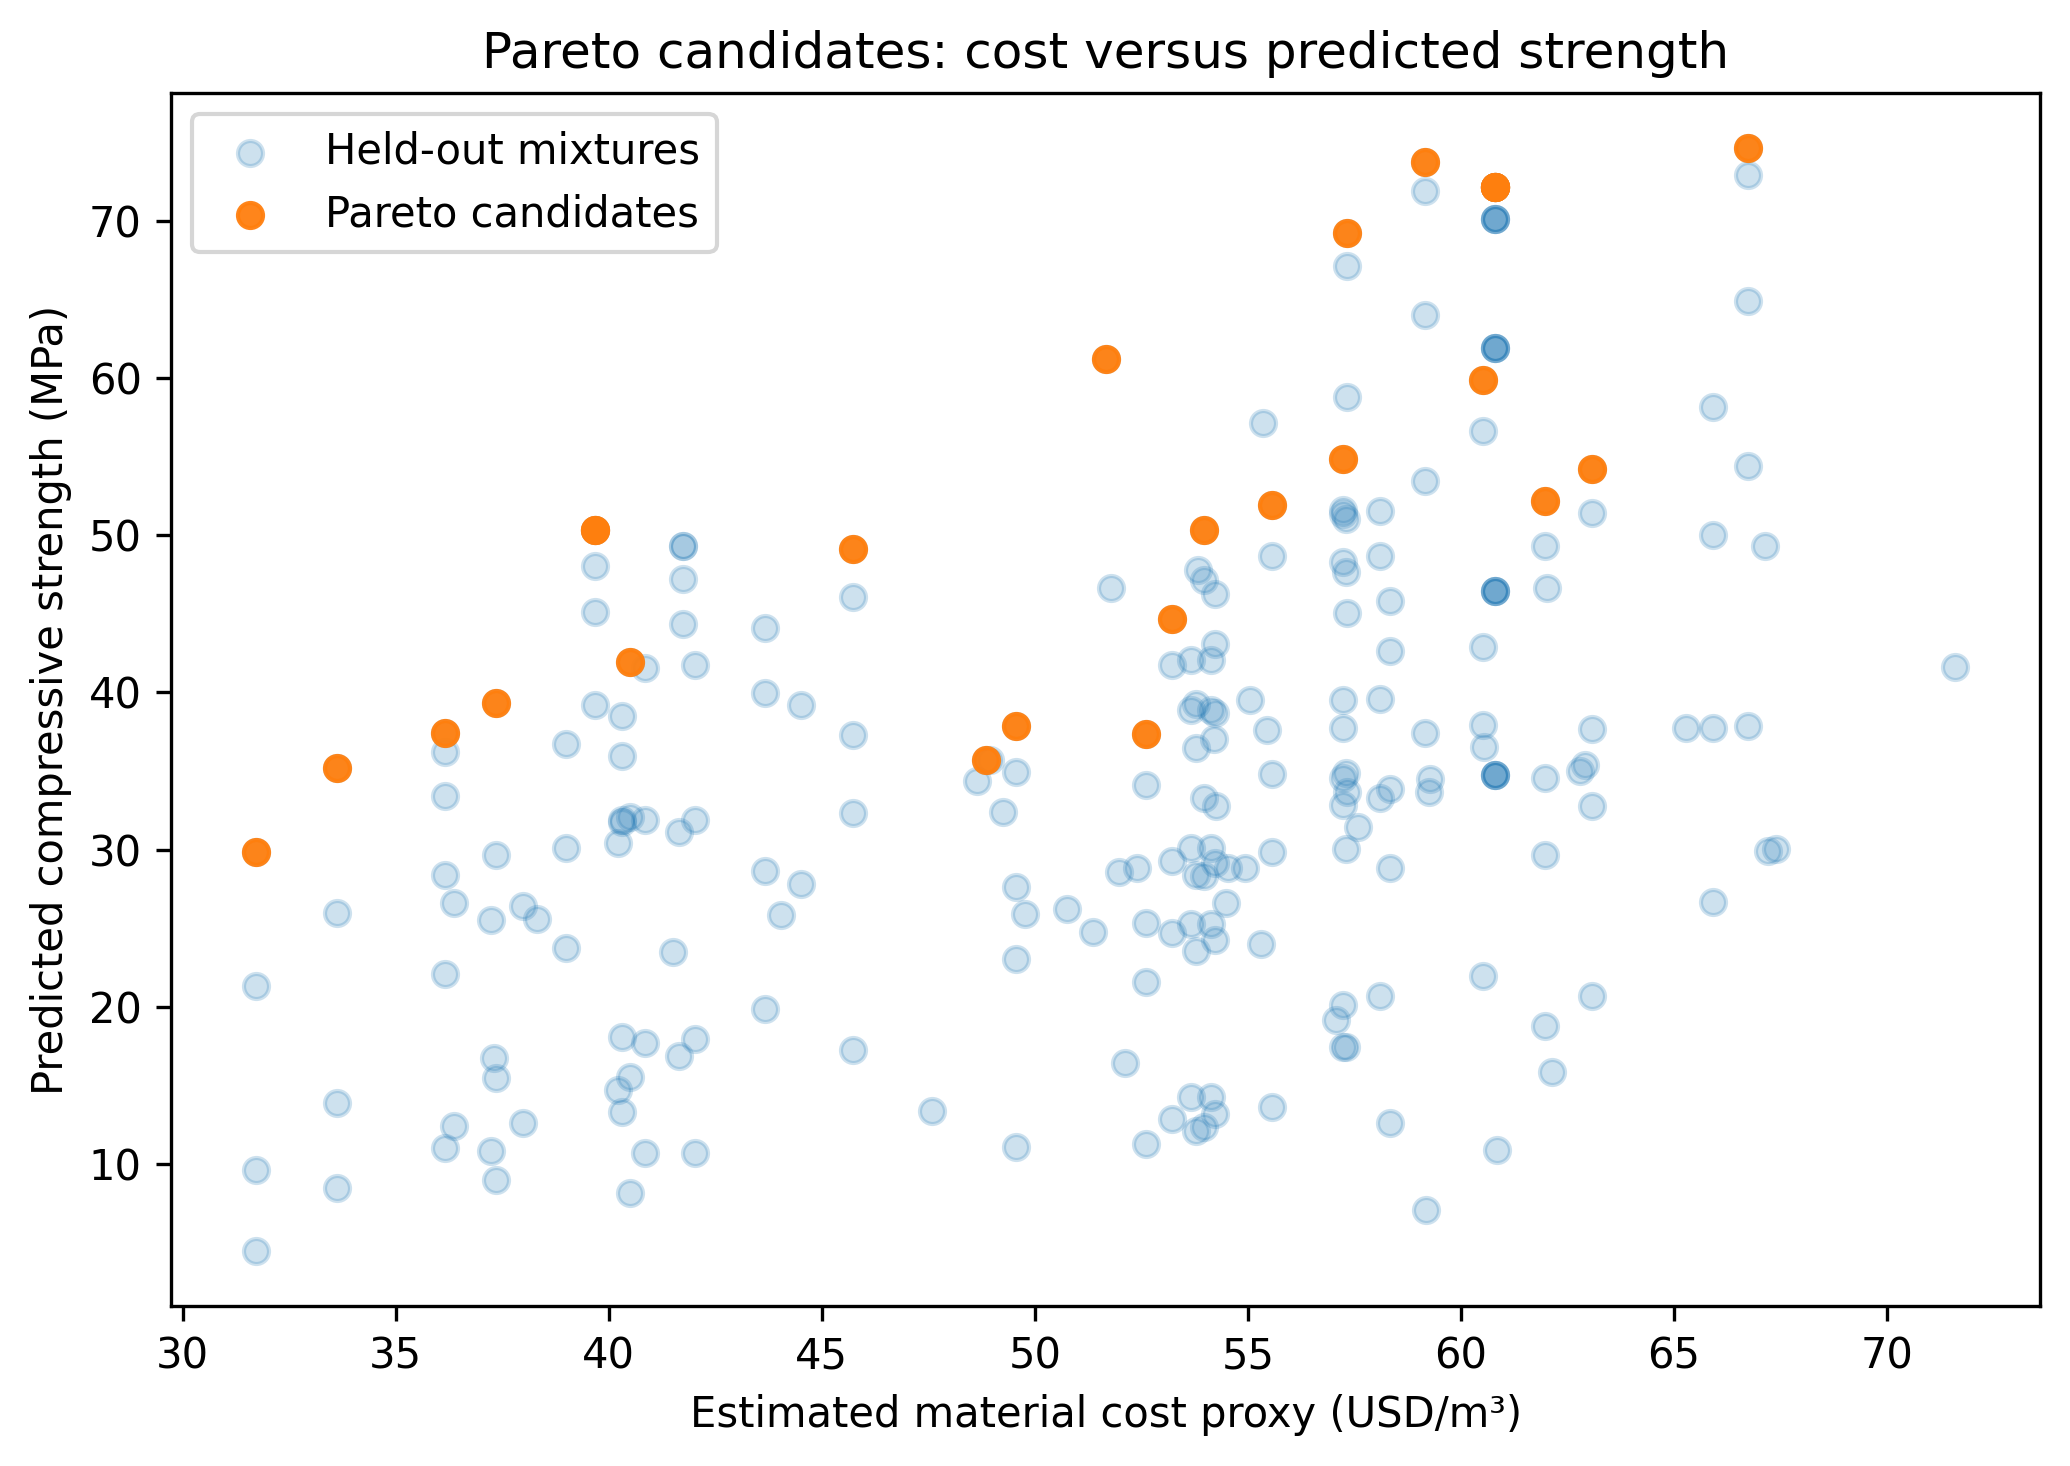 Pareto candidates: cost versus predicted strength
Held-out mixtures
Pareto candidates
Predicted compressive strength (MPa)
70
60
50
40
30
20
10
30 35 40 45 50 55 60 65 70
Estimated material cost proxy (USD/m³)